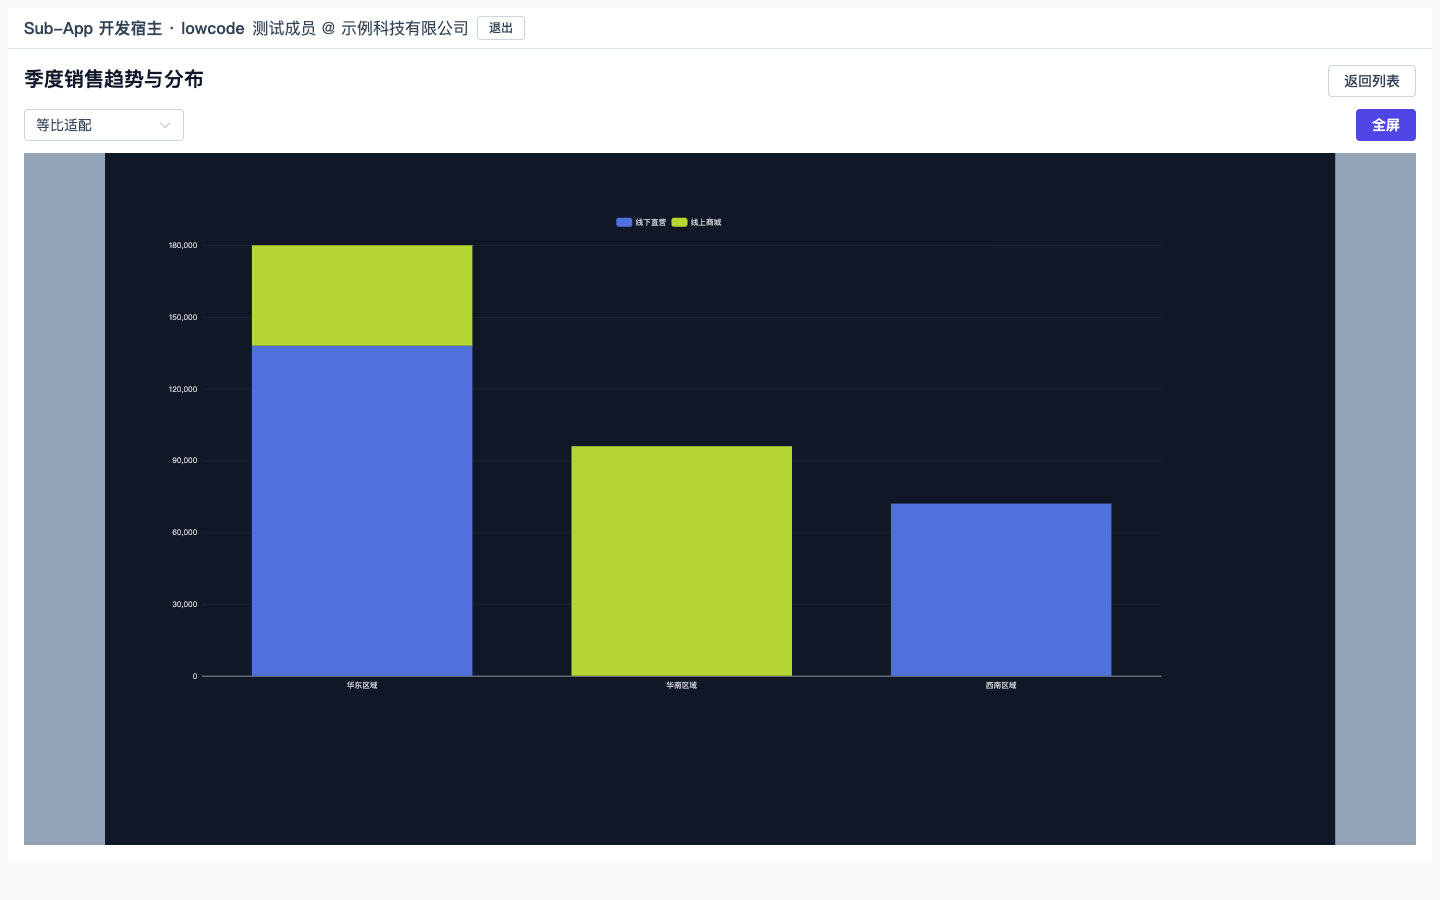 Sub-App 开发宿主 · lowcode 测试成员 @ 示例科技有限公司 退出
季度销售趋势与分布
返回列表
等比适配
全屏
线下直营 线上商城
180,000
150,000
120,000
90,000
60,000
30,000
0
华东区域 华南区域 西南区域